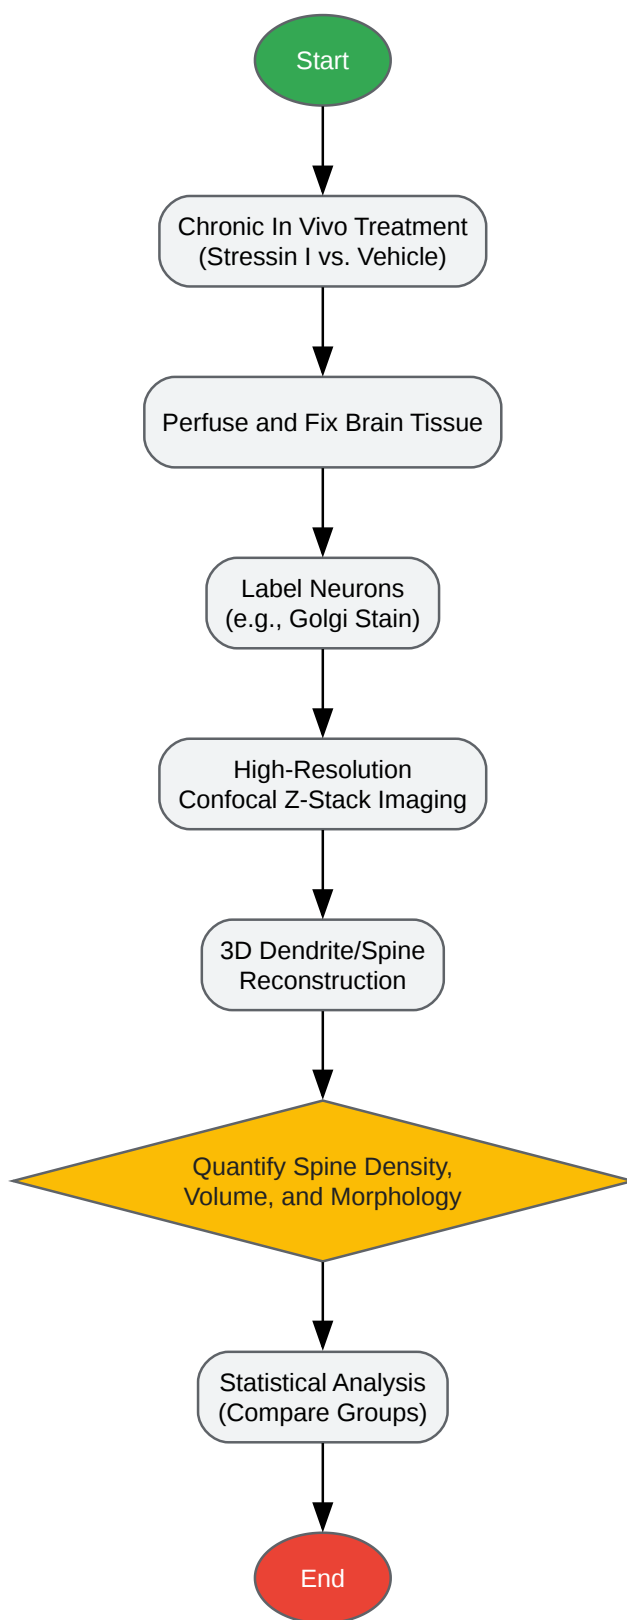 Start
Chronic In Vivo Treatment
(Stressin I vs. Vehicle)
Perfuse and Fix Brain Tissue
Label Neurons
(e.g., Golgi Stain)
High-Resolution
Confocal Z-Stack Imaging
3D Dendrite/Spine
Reconstruction
Quantify Spine Density,
Volume, and Morphology
Statistical Analysis
(Compare Groups)
End